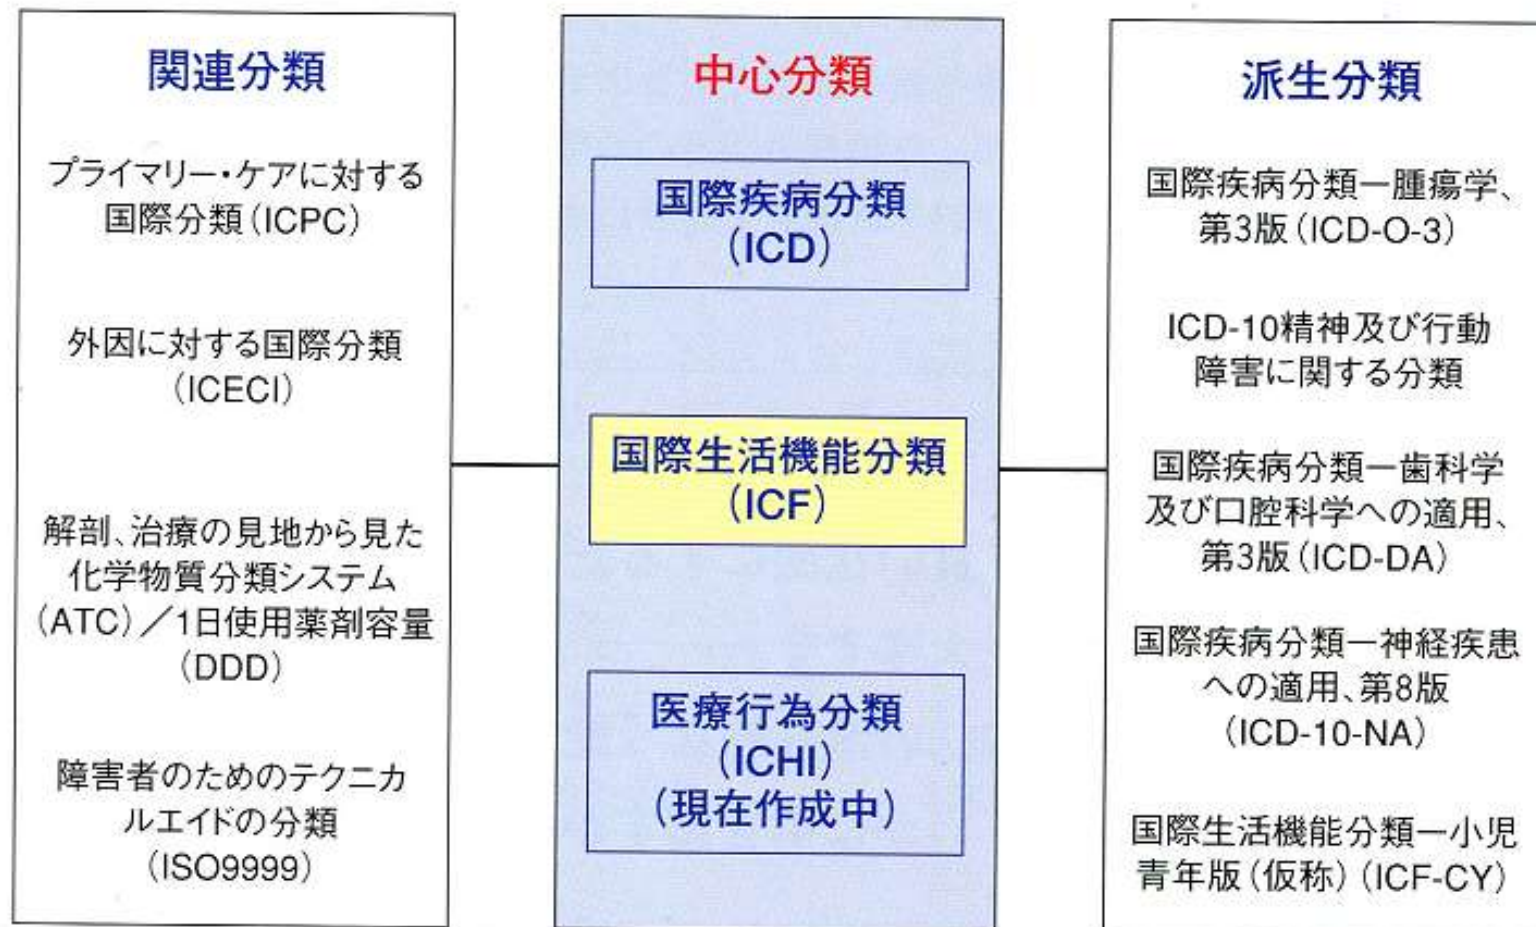 関連分類
プライマリー・ケアに対する
国際分類(ICPC)
外因に対する国際分類
(ICECI)
解剖、治療の見地から見た
化学物質分類システム
(ATC)／1日使用薬剤容量
(DDD)
障害者のためのテクニカ
ルエイドの分類
(ISO9999)
中心分類
国際疾病分類
(ICD)
国際生活機能分類
(ICF)
医療行為分類
(ICHI)
(現在作成中)
派生分類
国際疾病分類ー腫瘍学、
第3版(ICD-O-3)
ICD-10精神及び行動
障害に関する分類
国際疾病分類ー歯科学
及び口腔科学への適用、
第3版(ICD-DA)
国際疾病分類ー神経疾患
への適用、第8版
(ICD-10-NA)
国際生活機能分類ー小児
青年版(仮称)(ICF-CY)